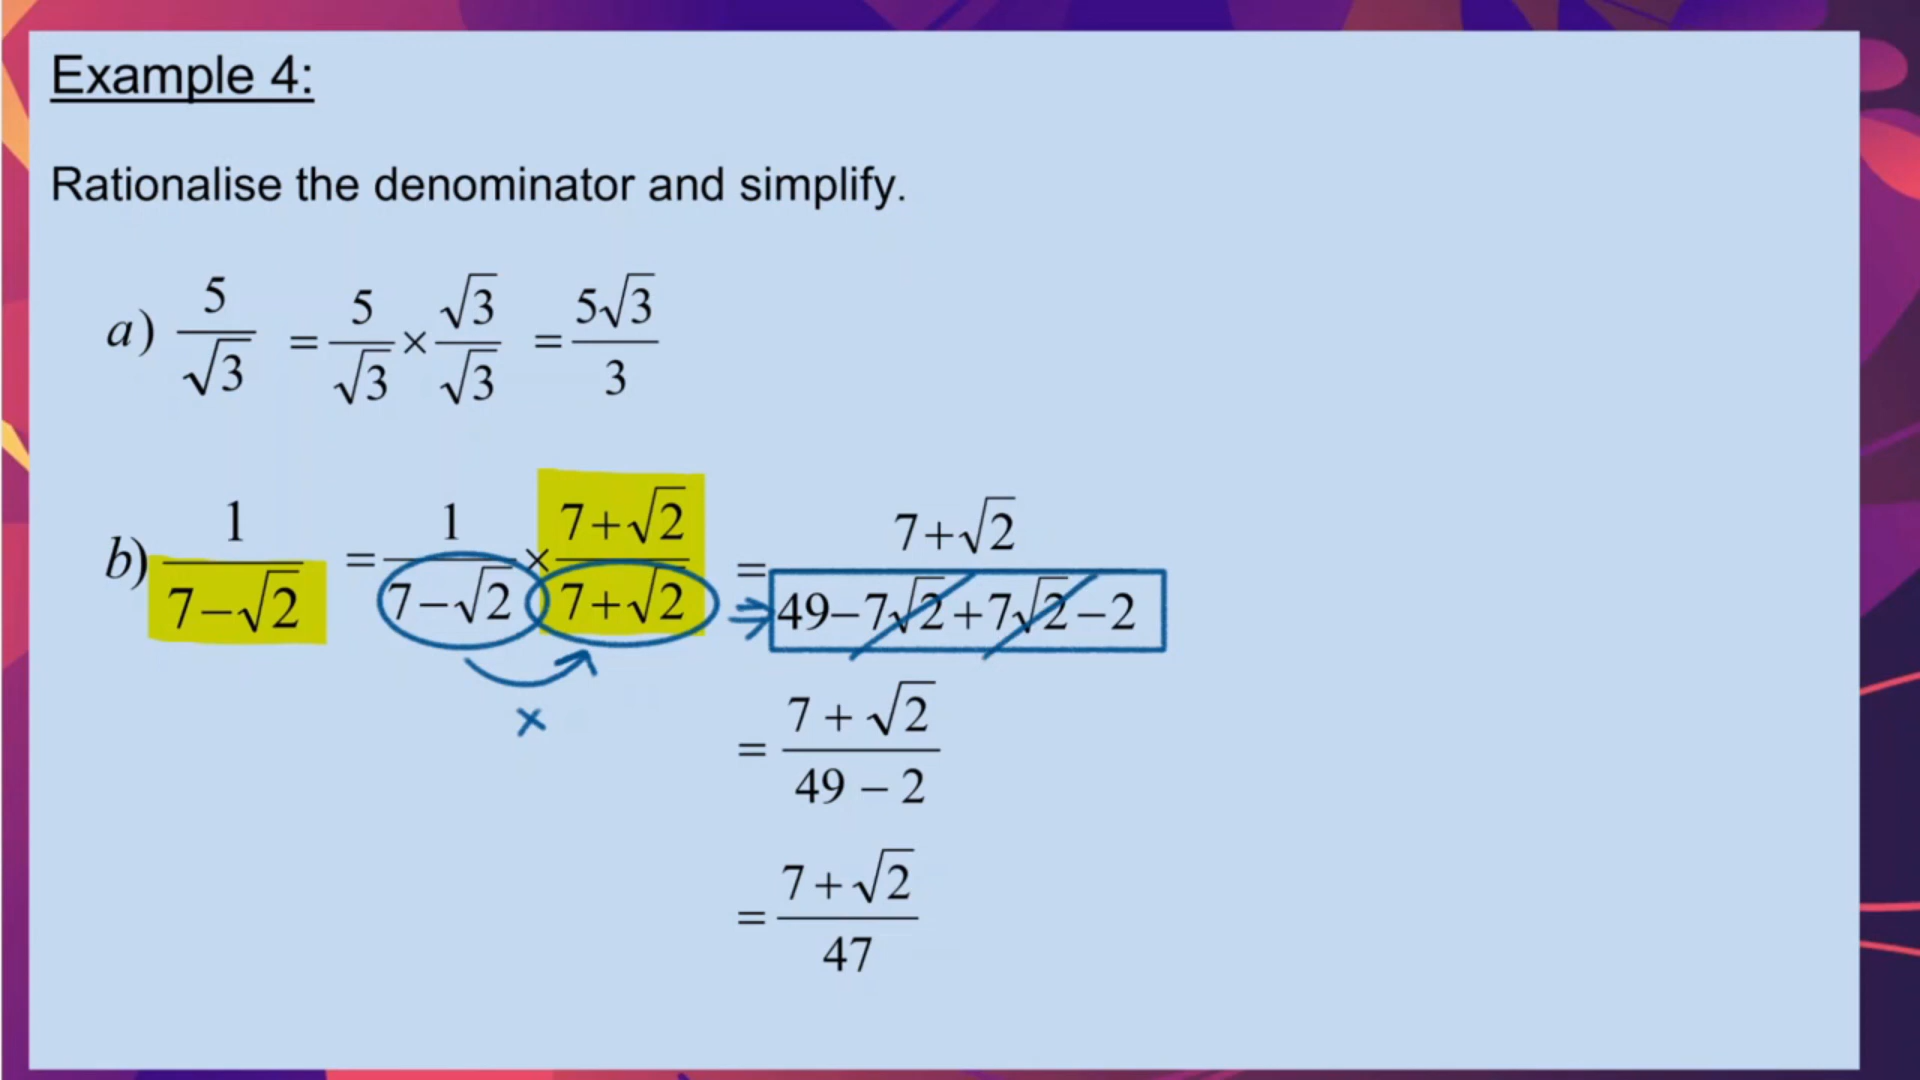 Example 4:
Rationalise the denominator and simplify.
a) 5/√3 = 5/√3 × √3/√3 = 5√3/3
b) 1/(7−√2) = 1/(7−√2) × (7+√2)/(7+√2) = (7+√2)/(49−7√2+7√2−2)
×
= (7+√2)/(49−2)
= (7+√2)/47